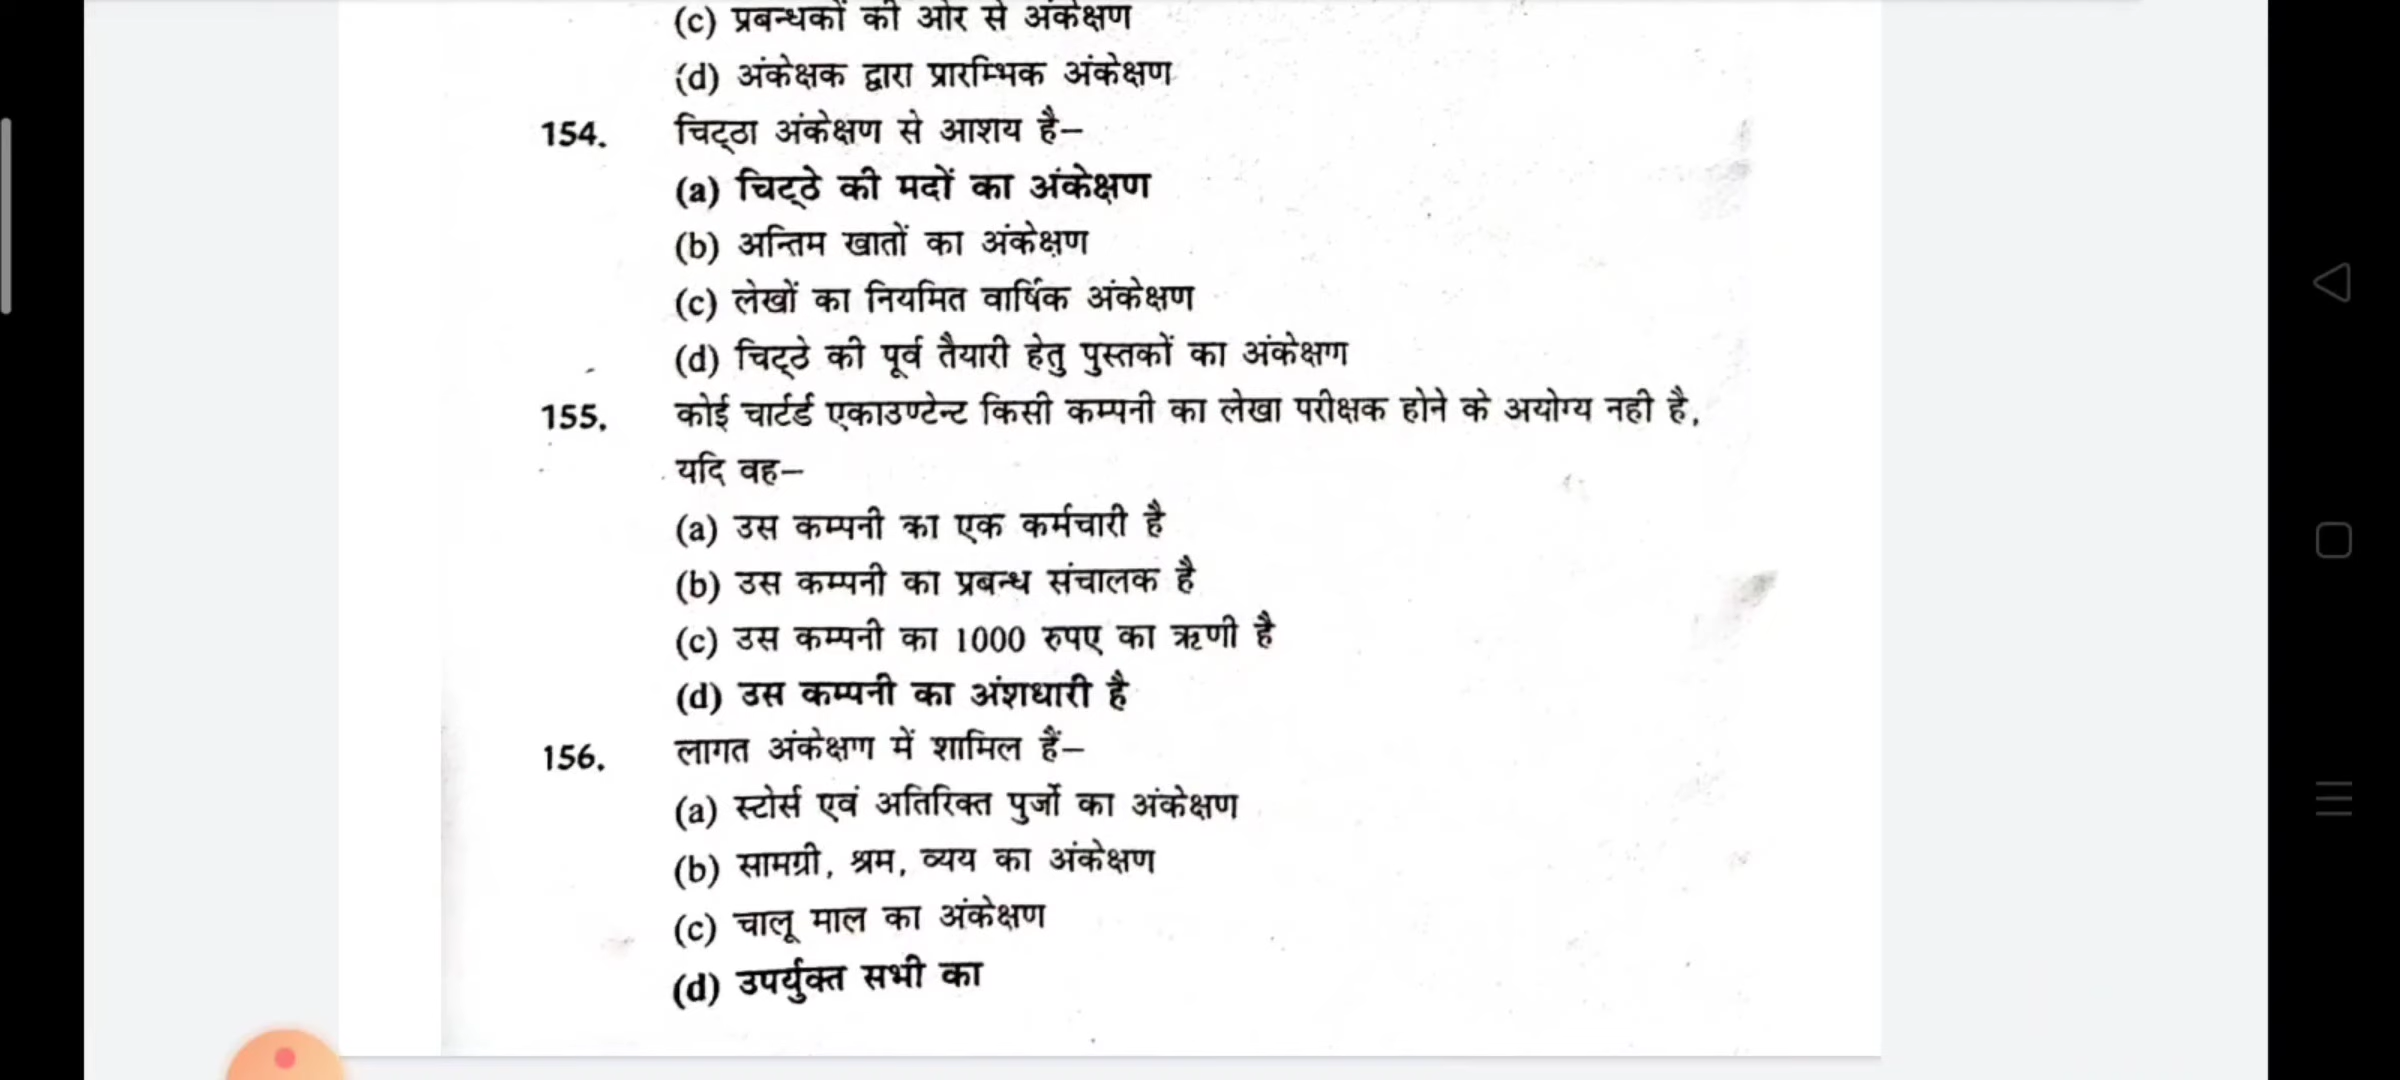 (c) प्रबन्धकों की ओर से अंकेक्षण
(d) अंकेक्षक द्वारा प्रारम्भिक अंकेक्षण
154. चिट्ठा अंकेक्षण से आशय है–
(a) चिट्ठे की मदों का अंकेक्षण
(b) अन्तिम खातों का अंकेक्षण
(c) लेखों का नियमित वार्षिक अंकेक्षण
(d) चिट्ठे की पूर्व तैयारी हेतु पुस्तकों का अंकेक्षण
155. कोई चार्टर्ड एकाउण्टेन्ट किसी कम्पनी का लेखा परीक्षक होने के अयोग्य नही है,
यदि वह–
(a) उस कम्पनी का एक कर्मचारी है
(b) उस कम्पनी का प्रबन्ध संचालक है
(c) उस कम्पनी का 1000 रुपए का ऋणी है
(d) उस कम्पनी का अंशधारी है
156. लागत अंकेक्षण में शामिल हैं–
(a) स्टोर्स एवं अतिरिक्त पुर्जो का अंकेक्षण
(b) सामग्री, श्रम, व्यय का अंकेक्षण
(c) चालू माल का अंकेक्षण
(d) उपर्युक्त सभी का